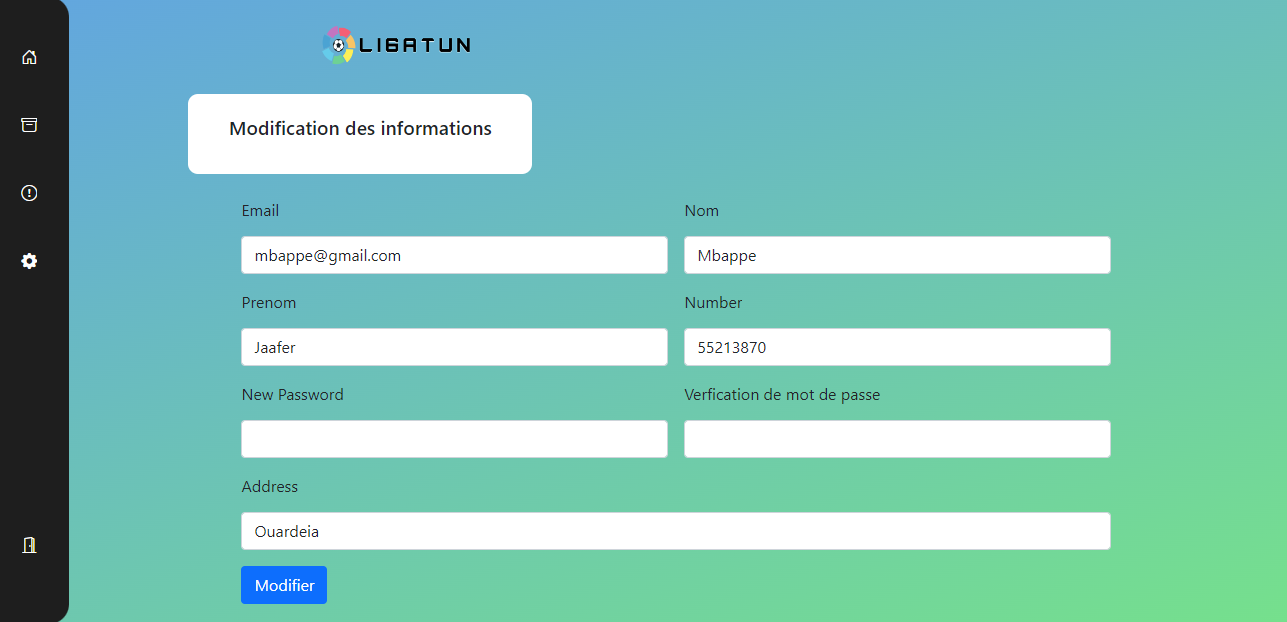 LIGATUN
Modification des informations
Email
Nom
mbappe@gmail.com
Mbappe
Prenom
Number
Jaafer
55213870
New Password
Verfication de mot de passe
Address
Ouardeia
Modifier